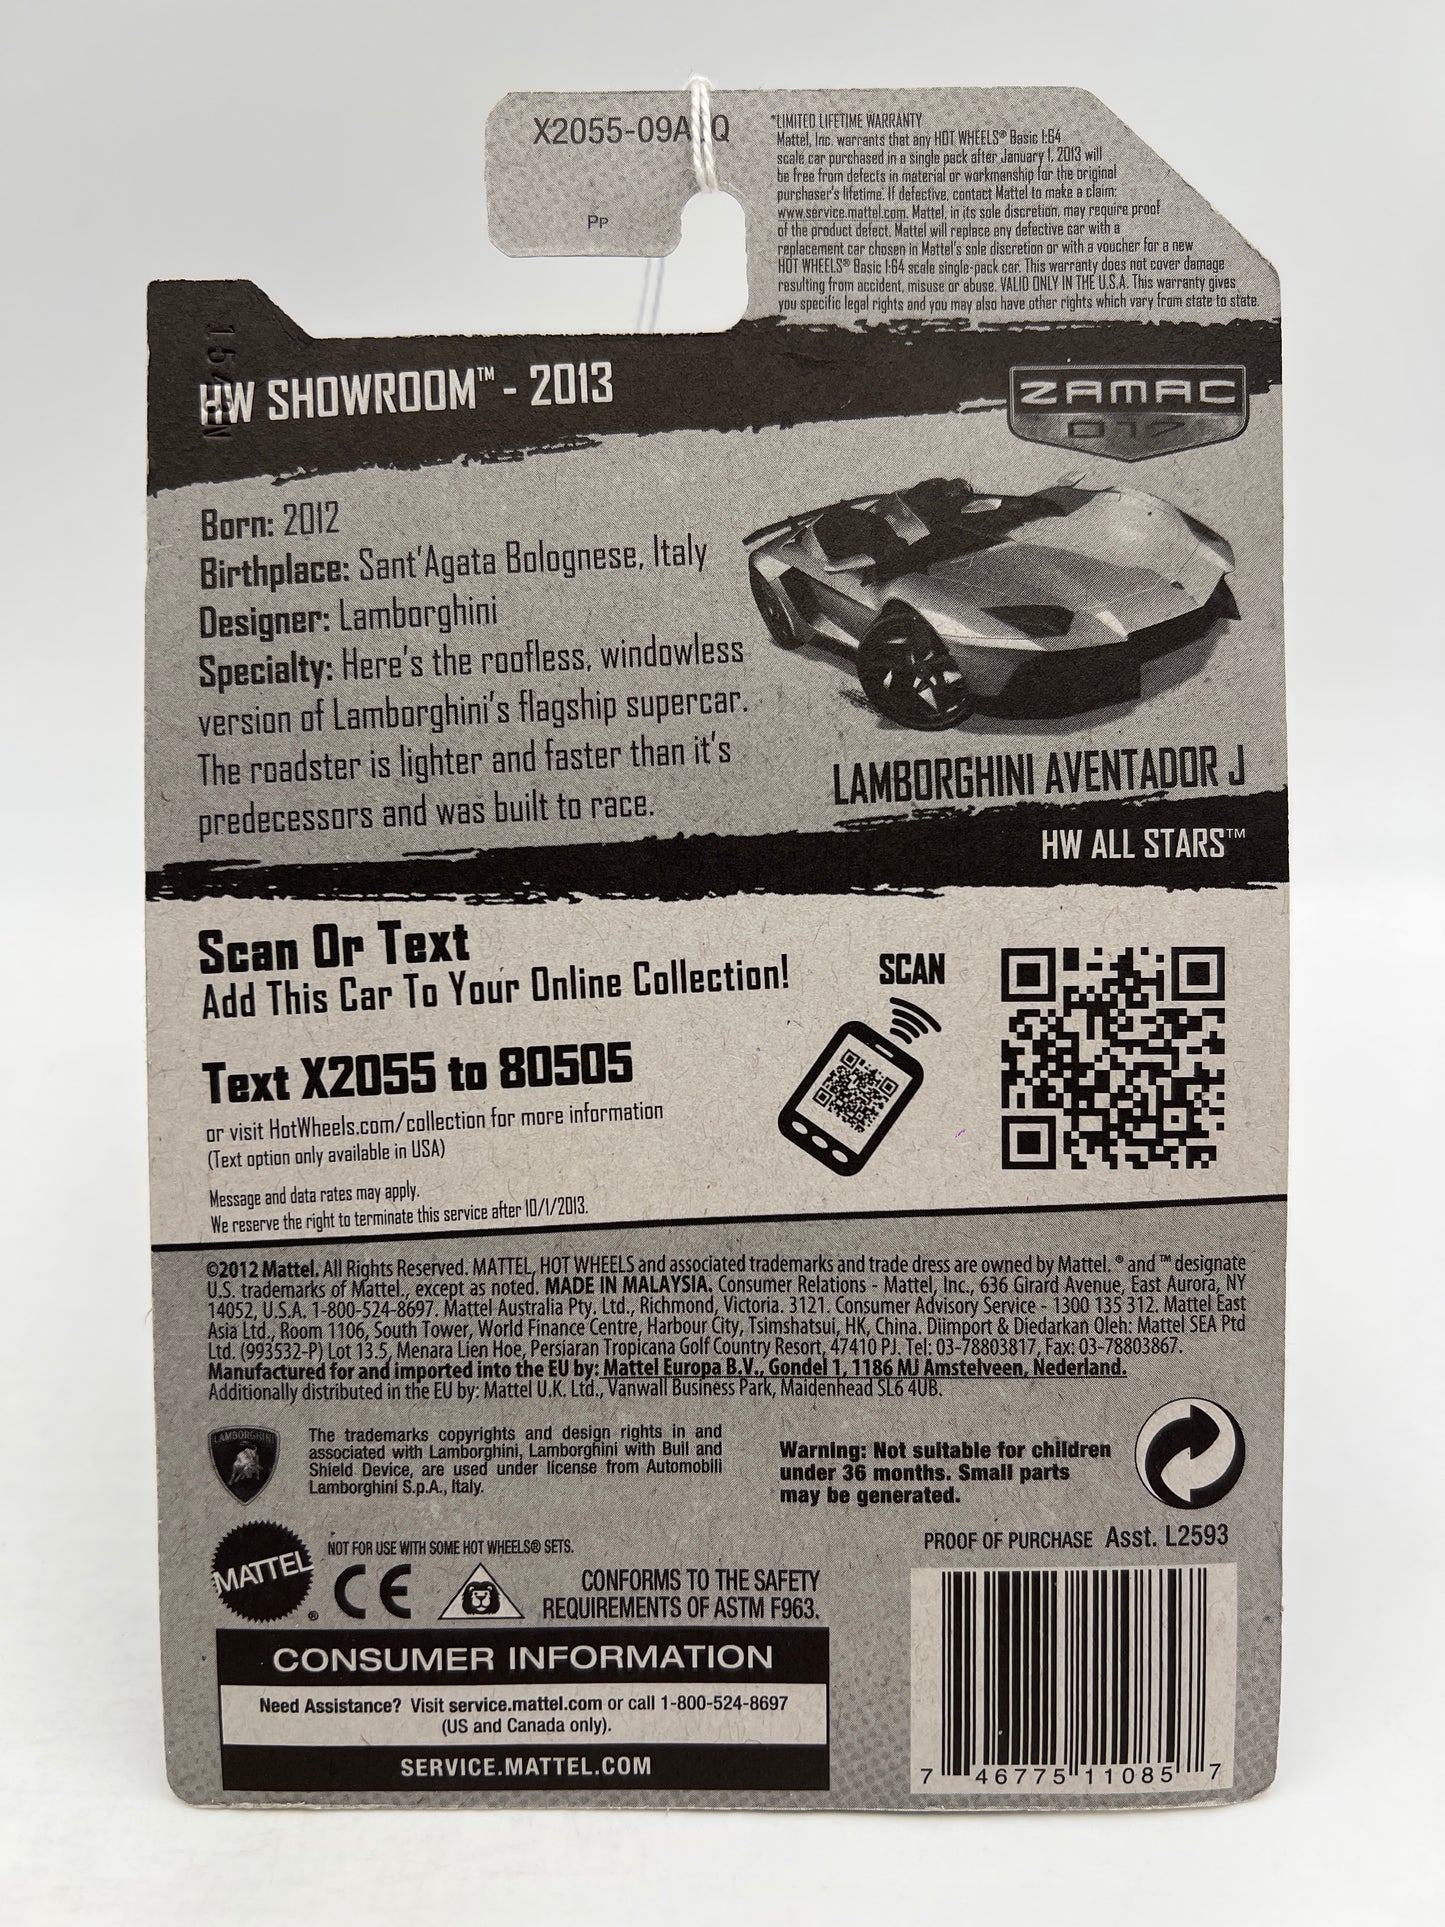 X2055-09A Q
Pp
*LIMITED LIFETIME WARRANTY
Mattel, Inc. warrants that any HOT WHEELS® Basic 1:64
scale car purchased in a single pack after January 1, 2013 will
be free from defects in material or workmanship for the original
purchaser's lifetime. If defective, contact Mattel to make a claim:
www.service.mattel.com. Mattel, in its sole discretion, may require proof
of the product defect. Mattel will replace any defective car with a
replacement car chosen in Mattel's sole discretion or with a voucher for a new
HOT WHEELS® Basic 1:64 scale single-pack car. This warranty does not cover damage
resulting from accident, misuse or abuse. VALID ONLY IN THE U.S.A. This warranty gives
you specific legal rights and you may also have other rights which vary from state to state.
HW SHOWROOM™ - 2013
ZAMAC
017
Born: 2012
Birthplace: Sant'Agata Bolognese, Italy
Designer: Lamborghini
Specialty: Here's the roofless, windowless
version of Lamborghini's flagship supercar.
The roadster is lighter and faster than it's
predecessors and was built to race.
LAMBORGHINI AVENTADOR J
HW ALL STARS™
Scan Or Text
Add This Car To Your Online Collection!
SCAN
Text X2055 to 80505
or visit HotWheels.com/collection for more information
(Text option only available in USA)
Message and data rates may apply.
We reserve the right to terminate this service after 10/1/2013.
©2012 Mattel. All Rights Reserved. MATTEL, HOT WHEELS and associated trademarks and trade dress are owned by Mattel. ® and ™ designate
U.S. trademarks of Mattel., except as noted. MADE IN MALAYSIA. Consumer Relations - Mattel, Inc., 636 Girard Avenue, East Aurora, NY
14052, U.S.A. 1-800-524-8697. Mattel Australia Pty. Ltd., Richmond, Victoria. 3121. Consumer Advisory Service - 1300 135 312. Mattel East
Asia Ltd., Room 1106, South Tower, World Finance Centre, Harbour City, Tsimshatsui, HK, China. Diimport & Diedarkan Oleh: Mattel SEA Ptd
Ltd. (993532-P) Lot 13.5, Menara Lien Hoe, Persiaran Tropicana Golf Country Resort, 47410 PJ. Tel: 03-78803817, Fax: 03-78803867.
Manufactured for and imported into the EU by: Mattel Europa B.V., Gondel 1, 1186 MJ Amstelveen, Nederland.
Additionally distributed in the EU by: Mattel U.K. Ltd., Vanwall Business Park, Maidenhead SL6 4UB.
LAMBORGHINI
The trademarks copyrights and design rights in and
associated with Lamborghini, Lamborghini with Bull and
Shield Device, are used under license from Automobili
Lamborghini S.p.A., Italy.
Warning: Not suitable for children
under 36 months. Small parts
may be generated.
MATTEL®
NOT FOR USE WITH SOME HOT WHEELS® SETS.
CE
CONFORMS TO THE SAFETY
REQUIREMENTS OF ASTM F963.
PROOF OF PURCHASE Asst. L2593
CONSUMER INFORMATION
Need Assistance? Visit service.mattel.com or call 1-800-524-8697
(US and Canada only).
SERVICE.MATTEL.COM
7 46775 11085 7